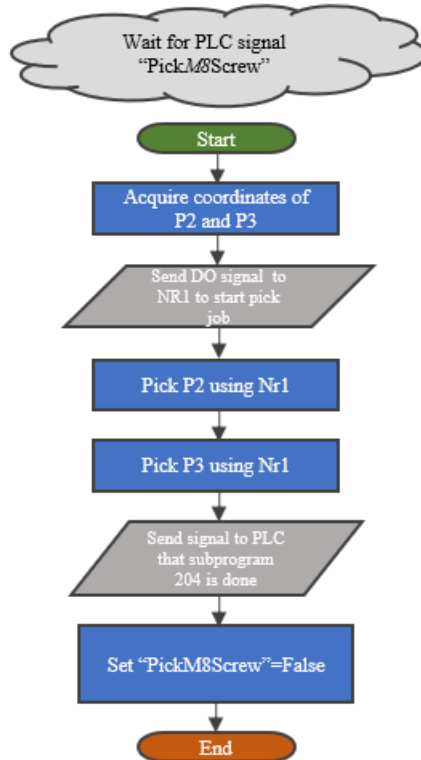 Wait for PLC signal
“PickM8Screw”
Start
Acquire coordinates of
P2 and P3
Send DO signal to
NR1 to start pick
job
Pick P2 using Nr1
Pick P3 using Nr1
Send signal to PLC
that subprogram
204 is done
Set “PickM8Screw”=False
End